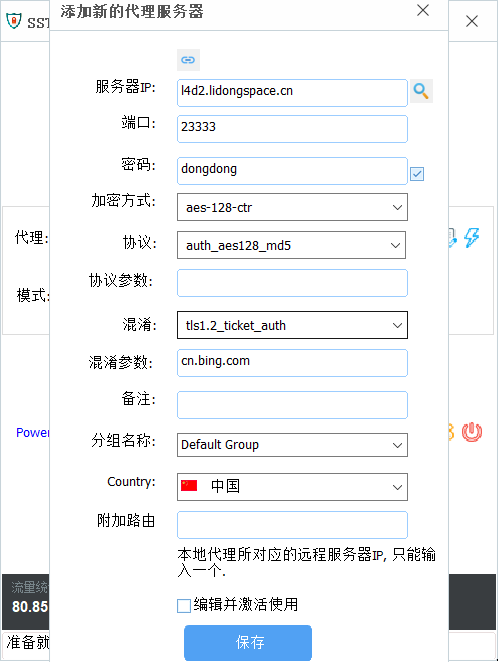 添加新的代理服务器
SST
服务器IP:
l4d2.lidongspace.cn
端口:
23333
密码:
dongdong
加密方式:
aes-128-ctr
代理:
协议:
auth_aes128_md5
协议参数:
模式:
混淆:
tls1.2_ticket_auth
混淆参数:
cn.bing.com
备注:
Power
分组名称:
Default Group
Country:
中国
附加路由
本地代理所对应的远程服务器IP, 只能输
入一个.
流量统
80.85
编辑并激活使用
准备就
保存